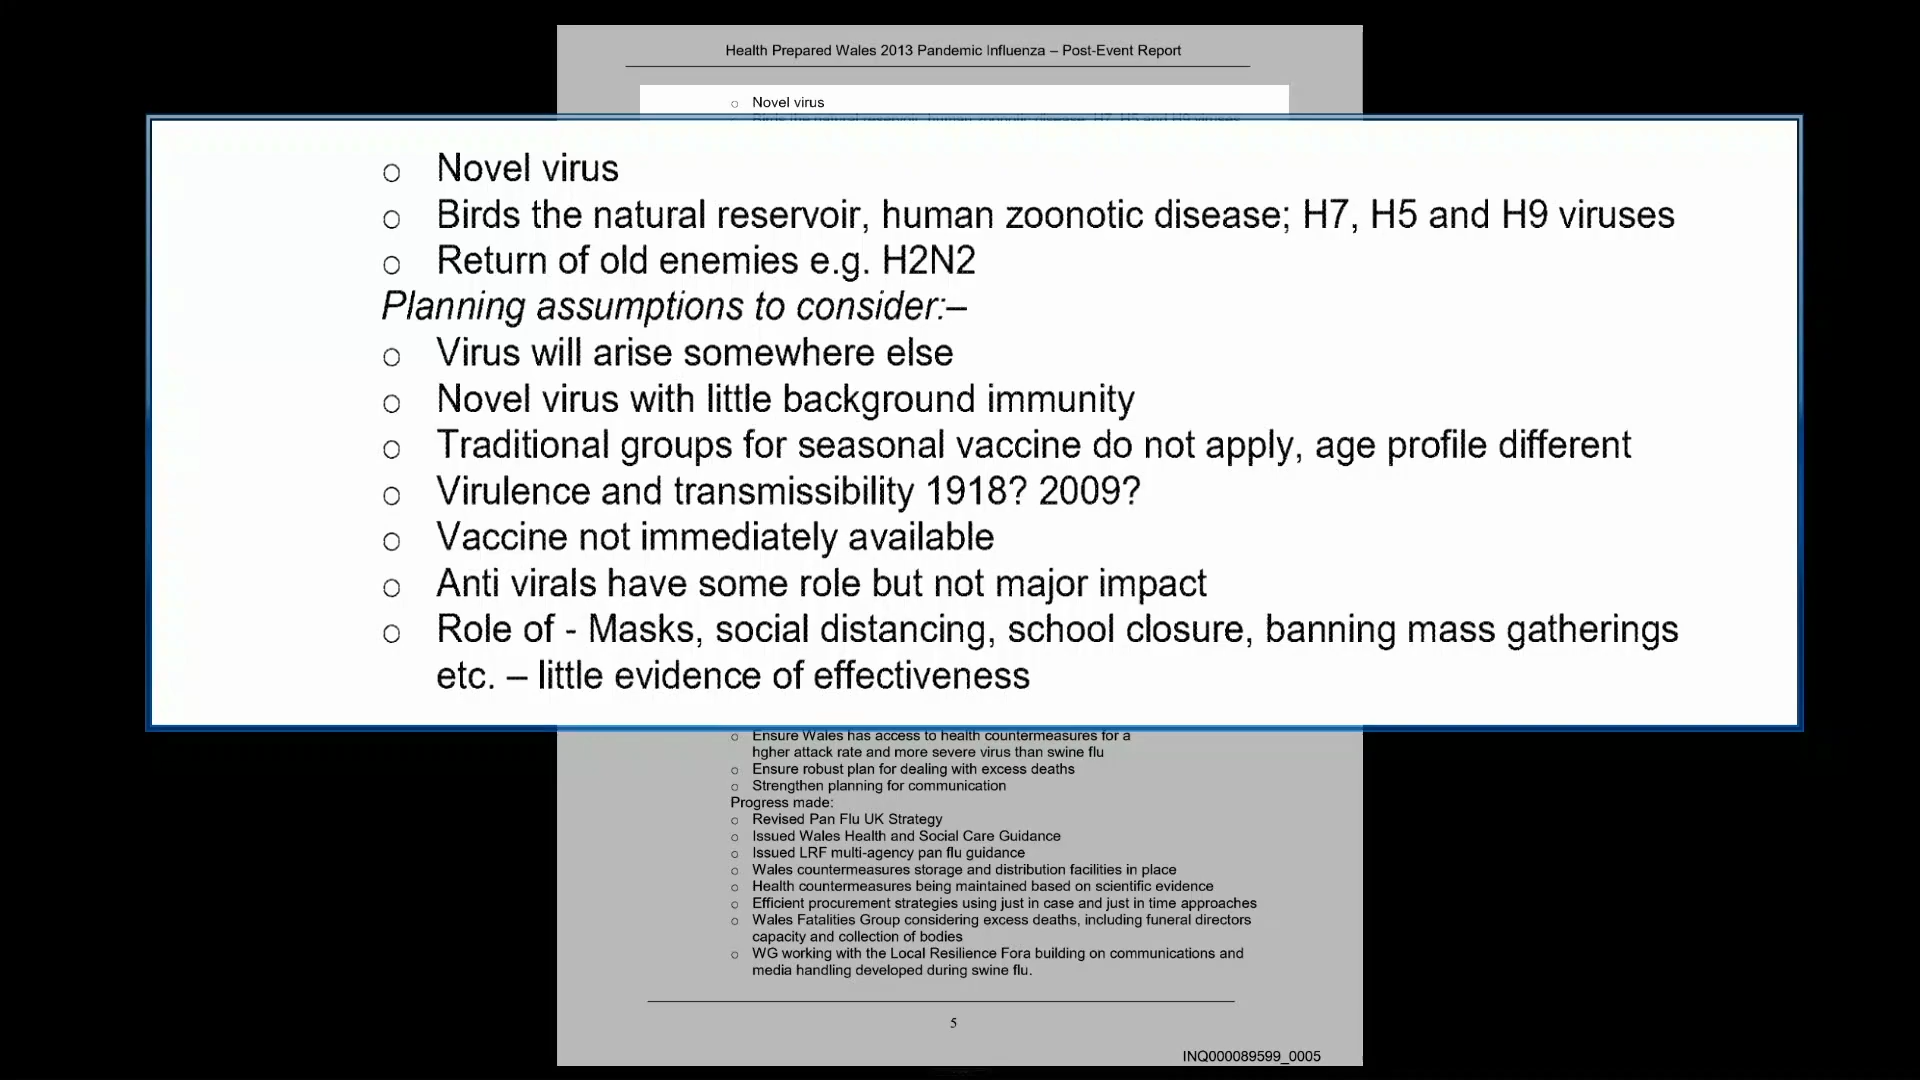 Health Prepared Wales 2013 Pandemic Influenza – Post-Event Report
o Novel virus
o Novel virus
o Birds the natural reservoir, human zoonotic disease; H7, H5 and H9 viruses
o Return of old enemies e.g. H2N2
Planning assumptions to consider:–
o Virus will arise somewhere else
o Novel virus with little background immunity
o Traditional groups for seasonal vaccine do not apply, age profile different
o Virulence and transmissibility 1918? 2009?
o Vaccine not immediately available
o Anti virals have some role but not major impact
o Role of - Masks, social distancing, school closure, banning mass gatherings
etc. – little evidence of effectiveness
o Ensure Wales has access to health countermeasures for a
hgher attack rate and more severe virus than swine flu
o Ensure robust plan for dealing with excess deaths
o Strengthen planning for communication
Progress made:
o Revised Pan Flu UK Strategy
o Issued Wales Health and Social Care Guidance
o Issued LRF multi-agency pan flu guidance
o Wales countermeasures storage and distribution facilities in place
o Health countermeasures being maintained based on scientific evidence
o Efficient procurement strategies using just in case and just in time approaches
o Wales Fatalities Group considering excess deaths, including funeral directors
capacity and collection of bodies
o WG working with the Local Resilience Fora building on communications and
media handling developed during swine flu.
5
INQ000089599_0005